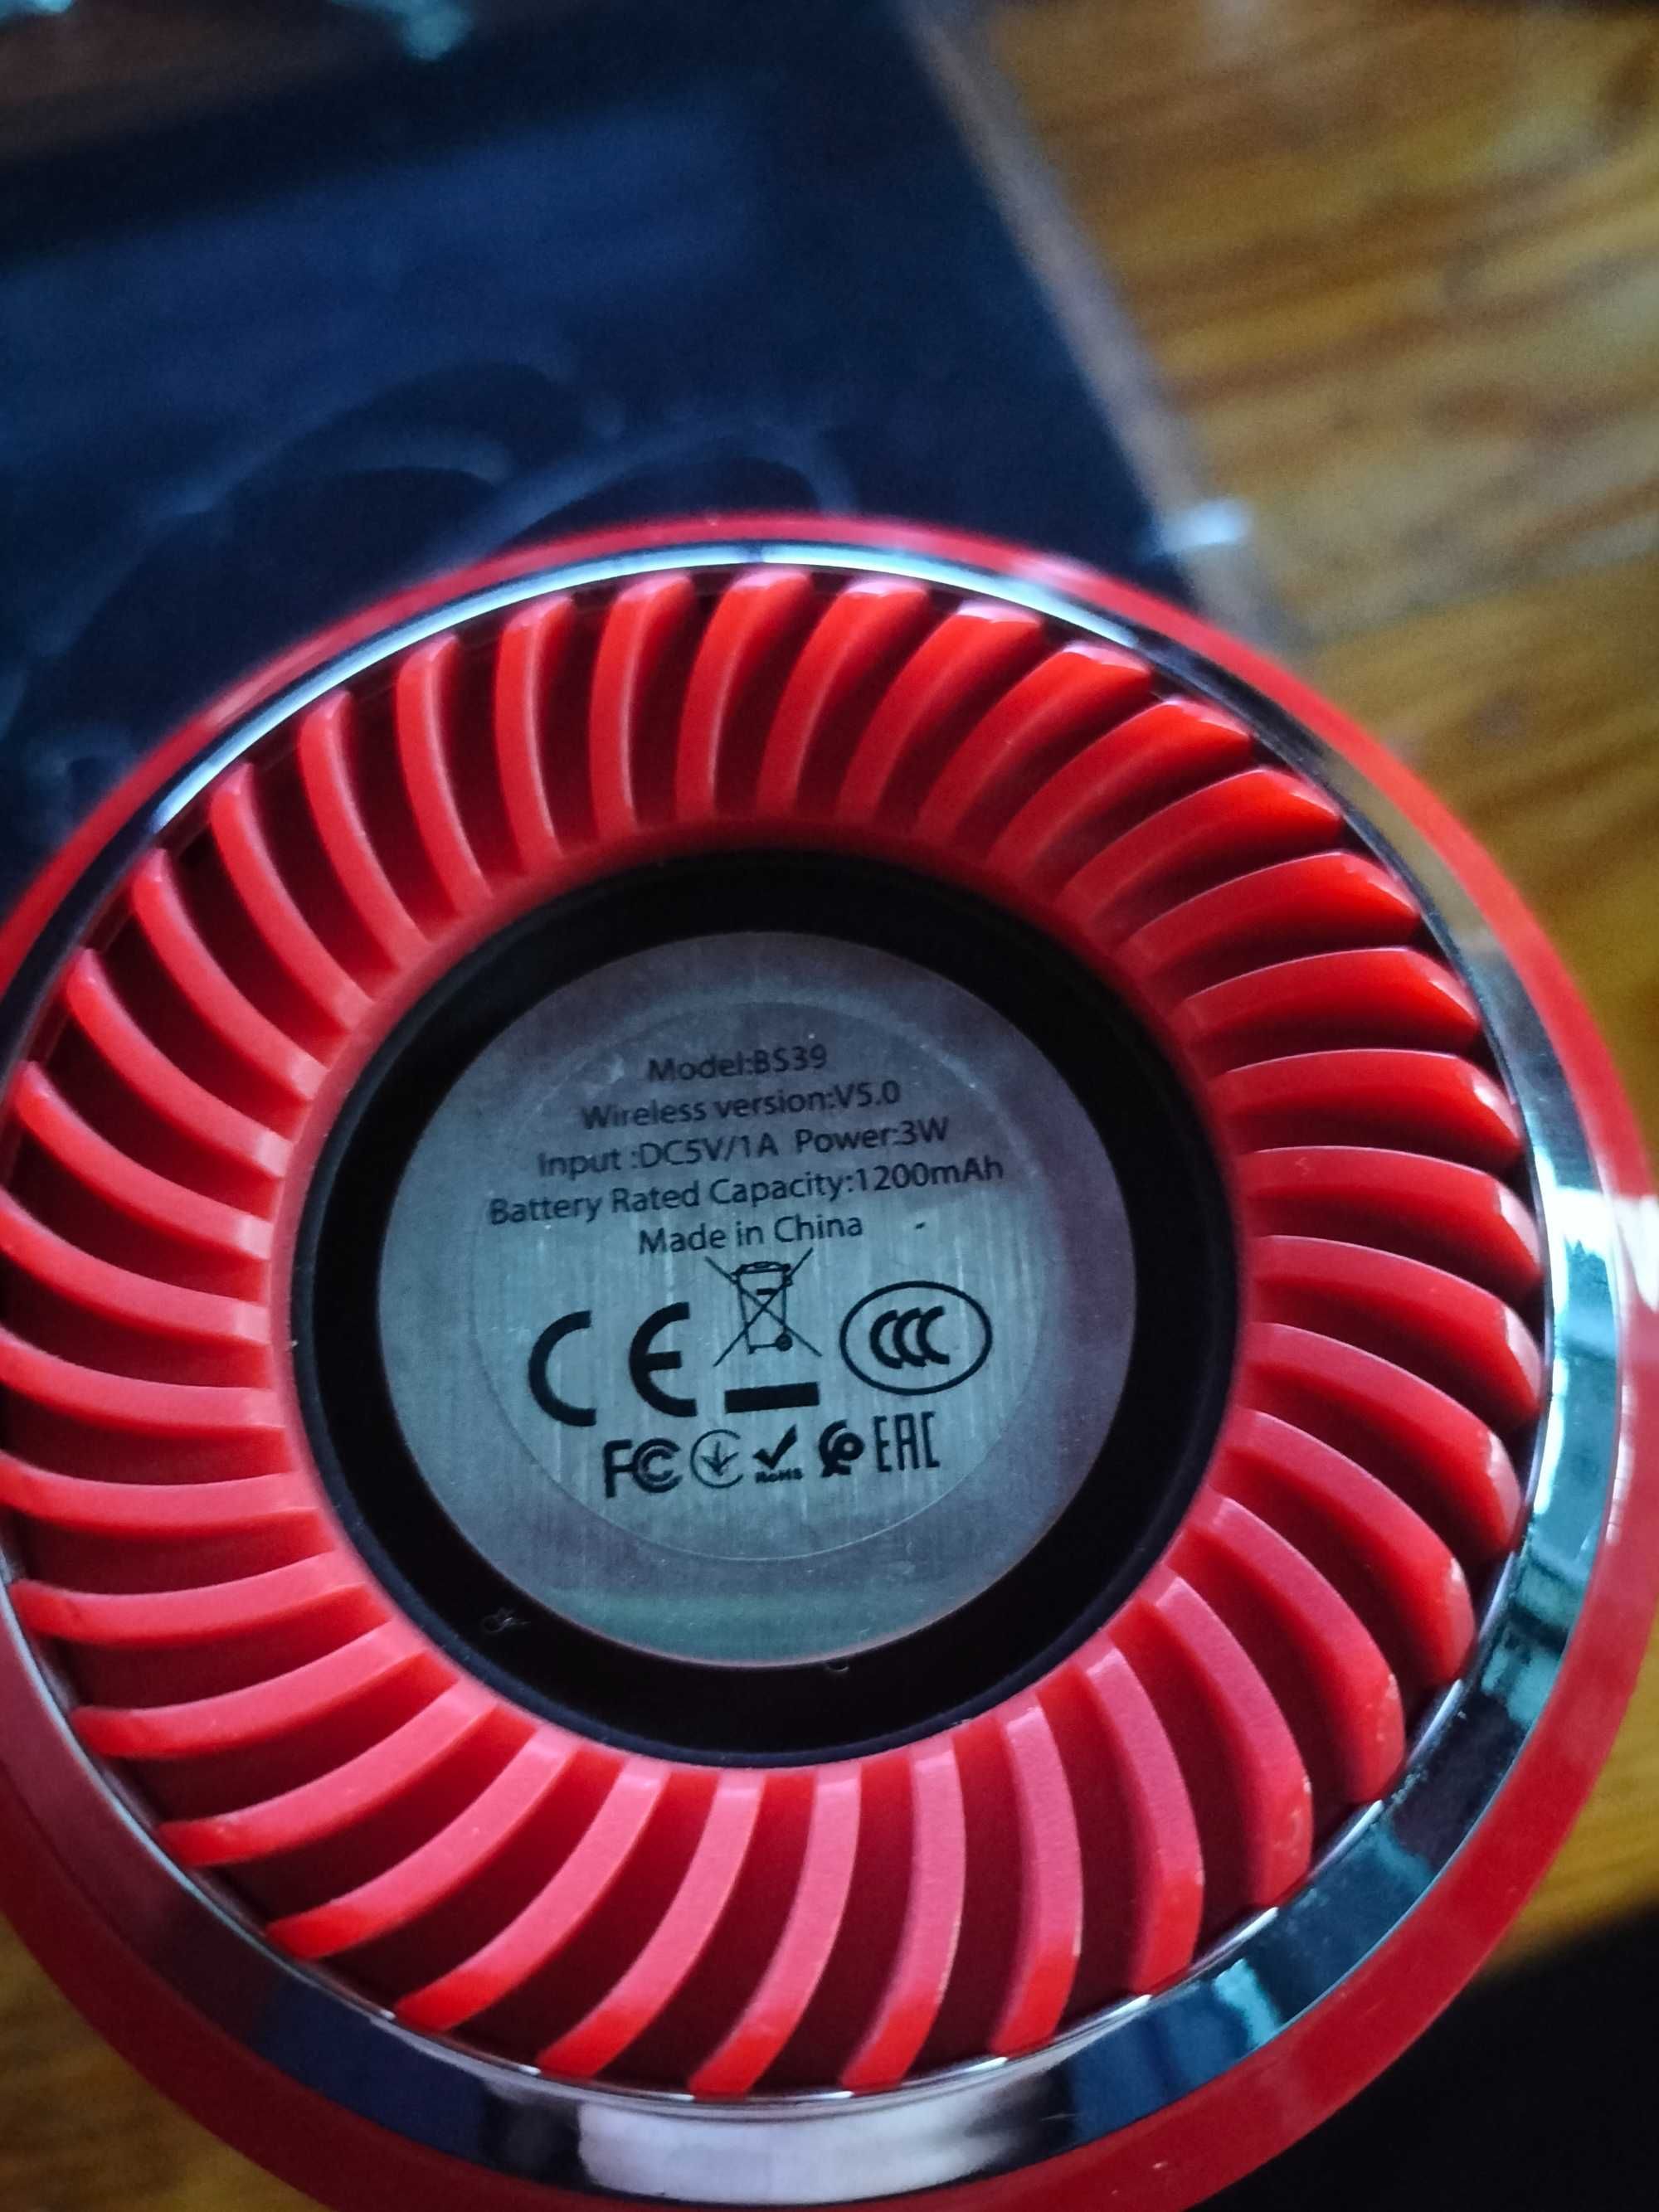 Model:BS39
Wireless version:V5.0
Input :DC5V/1A Power:3W
Battery Rated Capacity:1200mAh
Made in China
CE CCC
FC RoHS EAC